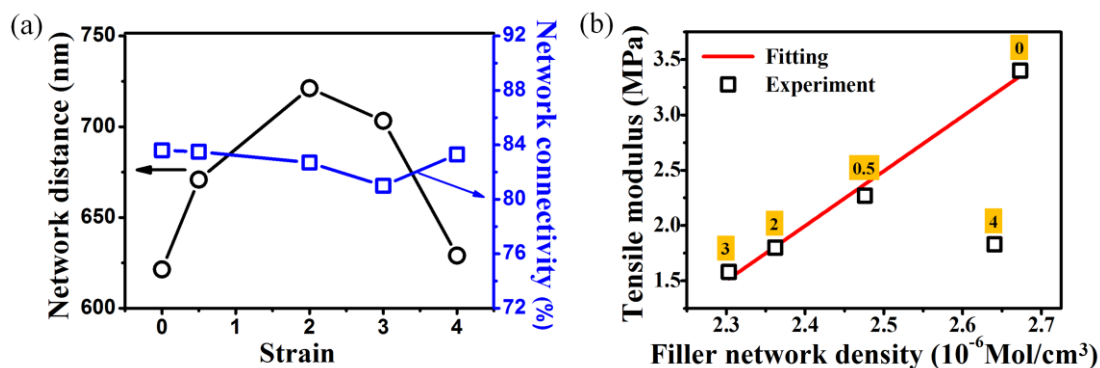 (a)
750
700
650
600
Network distance (nm)
0 1 2 3 4
Strain
92
88
84
80
76
72
Network connectivity (%)
(b)
3.5
3.0
2.5
2.0
1.5
Tensile modulus (MPa)
Fitting
Experiment
0
0.5
2
4
3
2.3 2.4 2.5 2.6 2.7
Filler network density (10⁻⁶Mol/cm³)